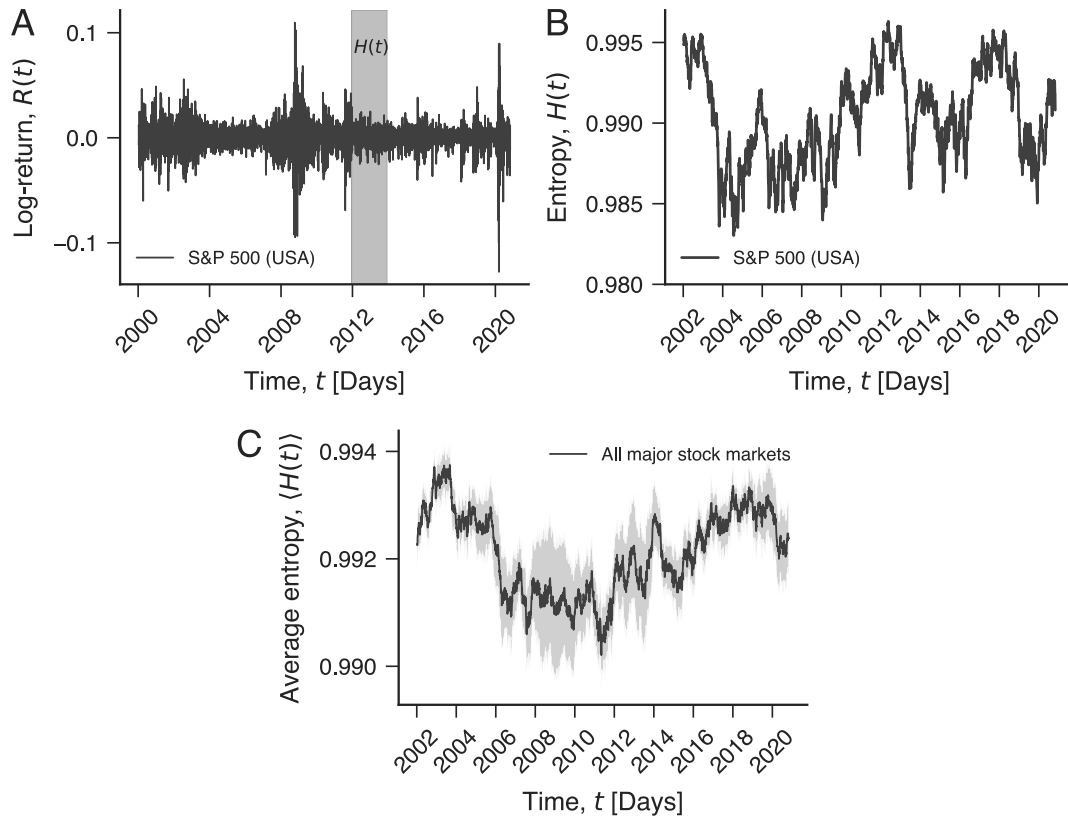 A
Log-return, R(t)
0.1
0.0
−0.1
H(t)
S&P 500 (USA)
2000
2004
2008
2012
2016
2020
Time, t [Days]
B
Entropy, H(t)
0.995
0.990
0.985
0.980
S&P 500 (USA)
2002
2004
2006
2008
2010
2012
2014
2016
2018
2020
Time, t [Days]
C
Average entropy, ⟨H(t)⟩
0.994
0.992
0.990
All major stock markets
2002
2004
2006
2008
2010
2012
2014
2016
2018
2020
Time, t [Days]